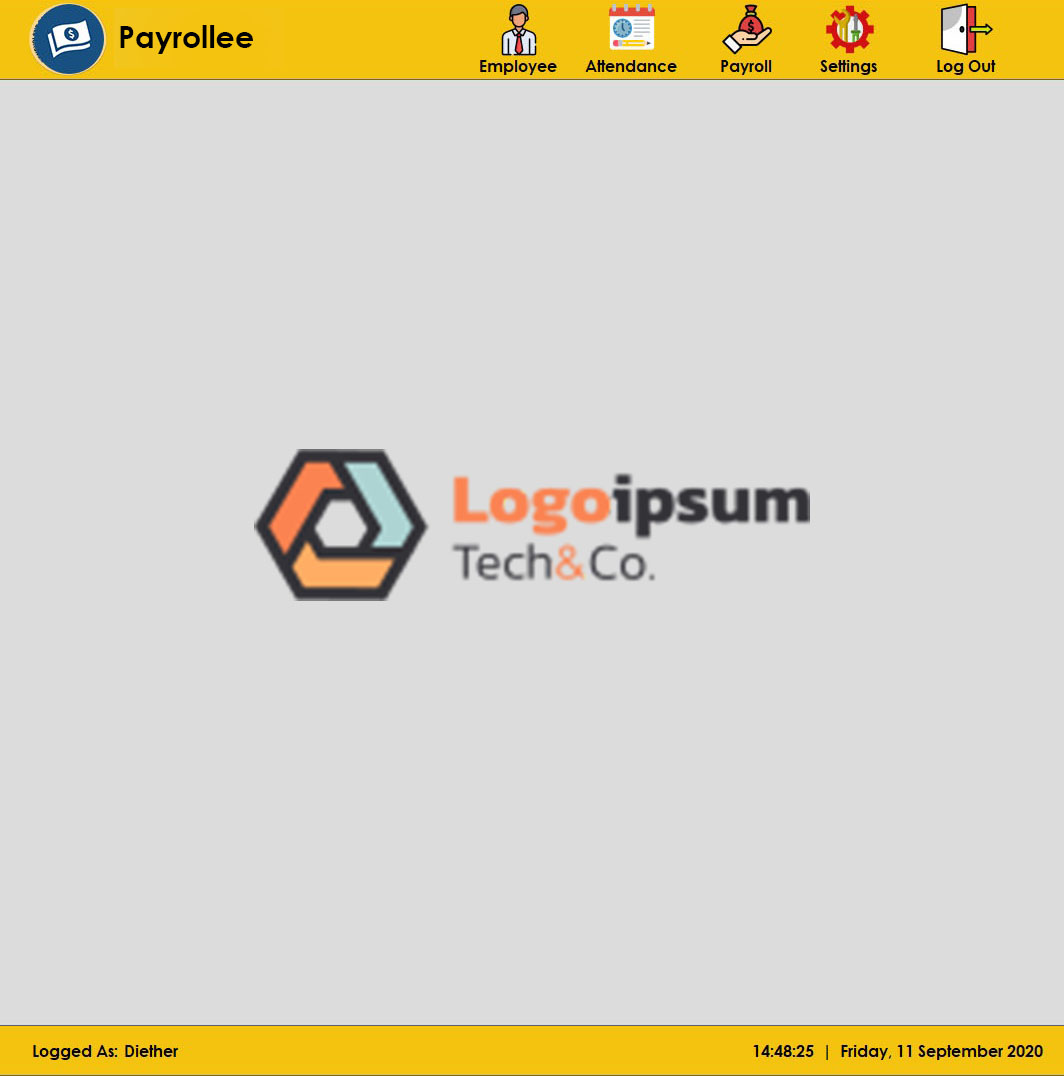 Payrollee
Employee
Attendance
Payroll
Settings
Log Out
Logoipsum
Tech&Co.
Logged As: Diether
14:48:25 | Friday, 11 September 2020